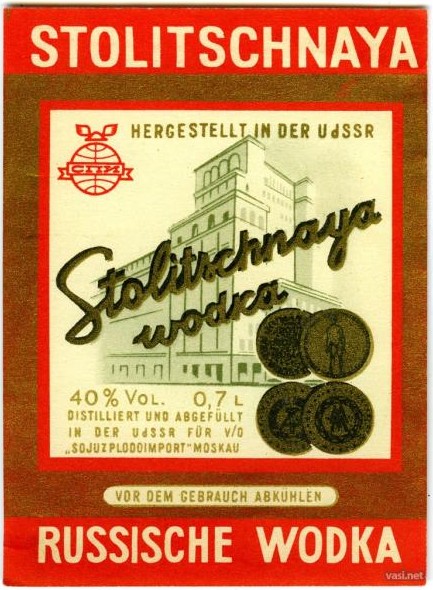 STOLITSCHNAYA
HERGESTELLT IN DER UdSSR
СПИ
Stolitschnaya
wodka
40% VOL. 0,7 L
DISTILLIERT UND ABGEFÜLLT
IN DER UdSSR FÜR V/O
„SOJUZPLODOIMPORT" MOSKAU
VOR DEM GEBRAUCH ABKÜHLEN
RUSSISCHE WODKA
vasi.net